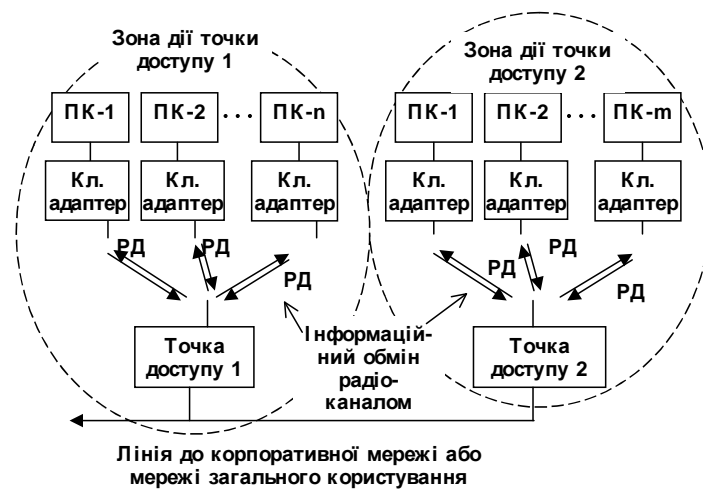 Зона дії точки
доступу 1
Зона дії точки
доступу 2
ПК-1 ПК-2 . . . ПК-n
ПК-1 ПК-2 . . . ПК-m
Кл.
адаптер
Кл.
адаптер
Кл.
адаптер
Кл.
адаптер
Кл.
адаптер
Кл.
адаптер
РД
РД
РД
РД
РД
РД
Точка
доступу 1
Інформацій-
ний обмін
радіо-
каналом
Точка
доступу 2
Лінія до корпоративної мережі або
мережі загального користування